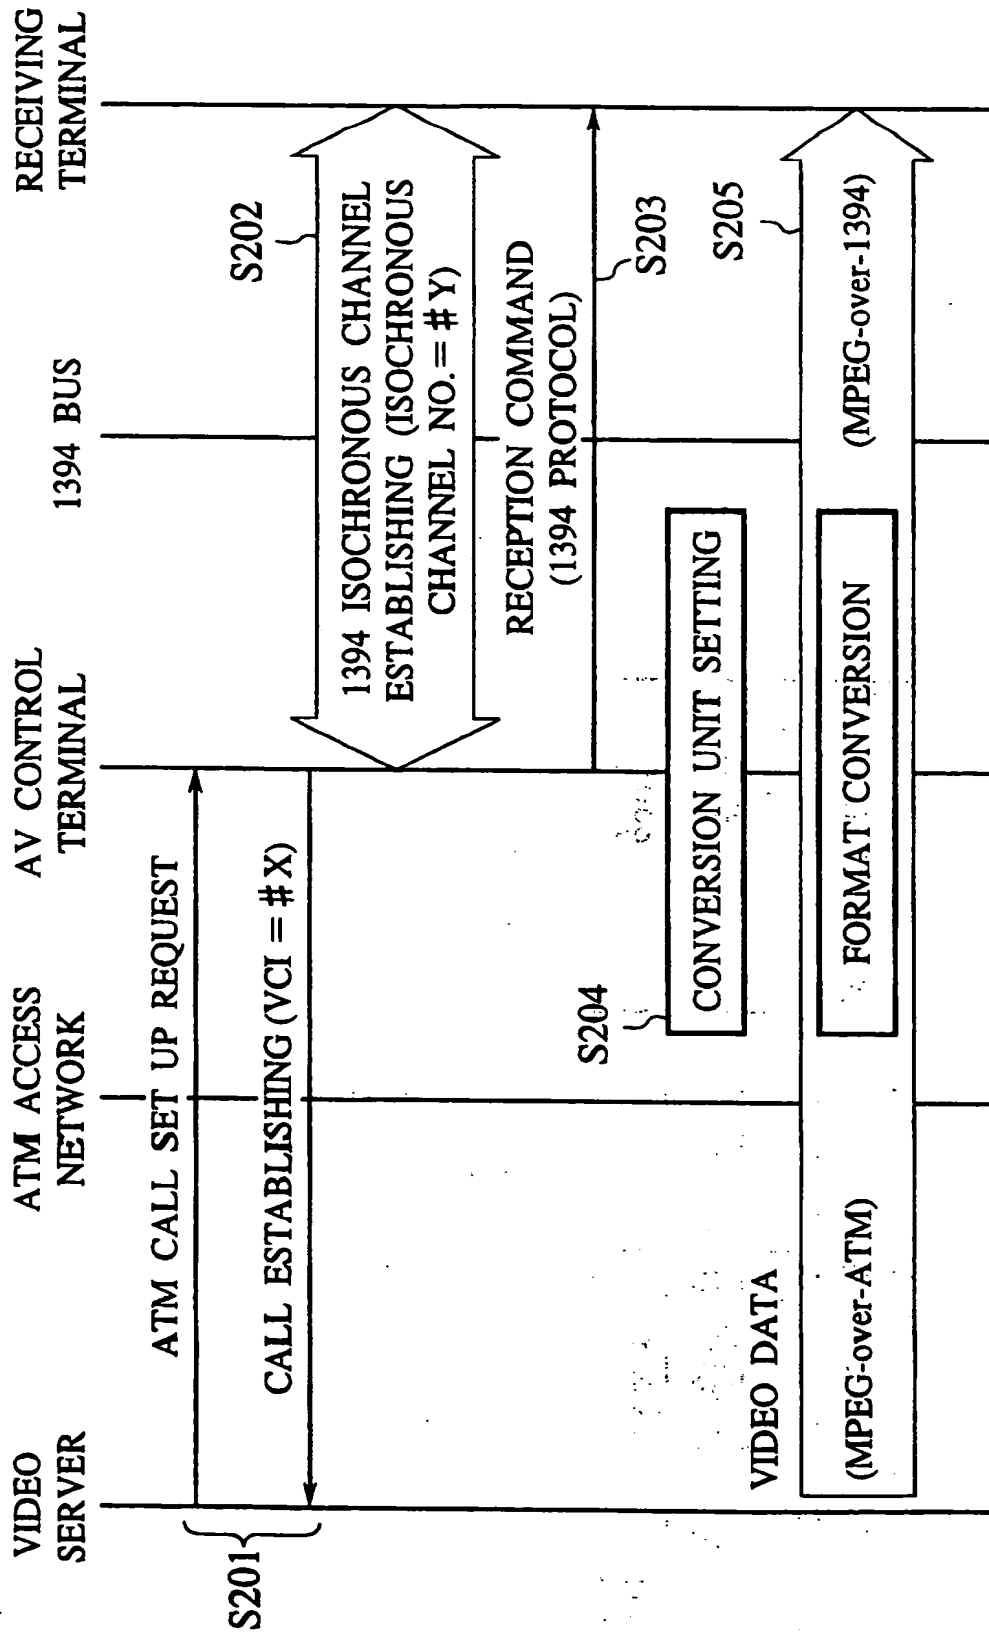 VIDEO
SERVER
ATM ACCESS
NETWORK
AV CONTROL
TERMINAL
1394 BUS
RECEIVING
TERMINAL
S201
ATM CALL SET UP REQUEST
CALL ESTABLISHING (VCI = #X)
S202
1394 ISOCHRONOUS CHANNEL
ESTABLISHING (ISOCHRONOUS
CHANNEL NO. = #Y)
RECEPTION COMMAND
(1394 PROTOCOL)
S203
S204
CONVERSION UNIT SETTING
S205
VIDEO DATA
(MPEG-over-ATM)
FORMAT CONVERSION
(MPEG-over-1394)